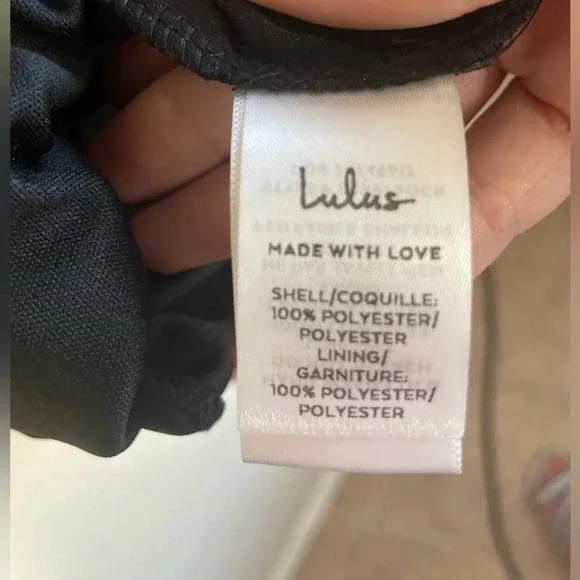 Lulus
MADE WITH LOVE
SHELL/COQUILLE:
100% POLYESTER/
POLYESTER
LINING/
GARNITURE:
100% POLYESTER/
POLYESTER